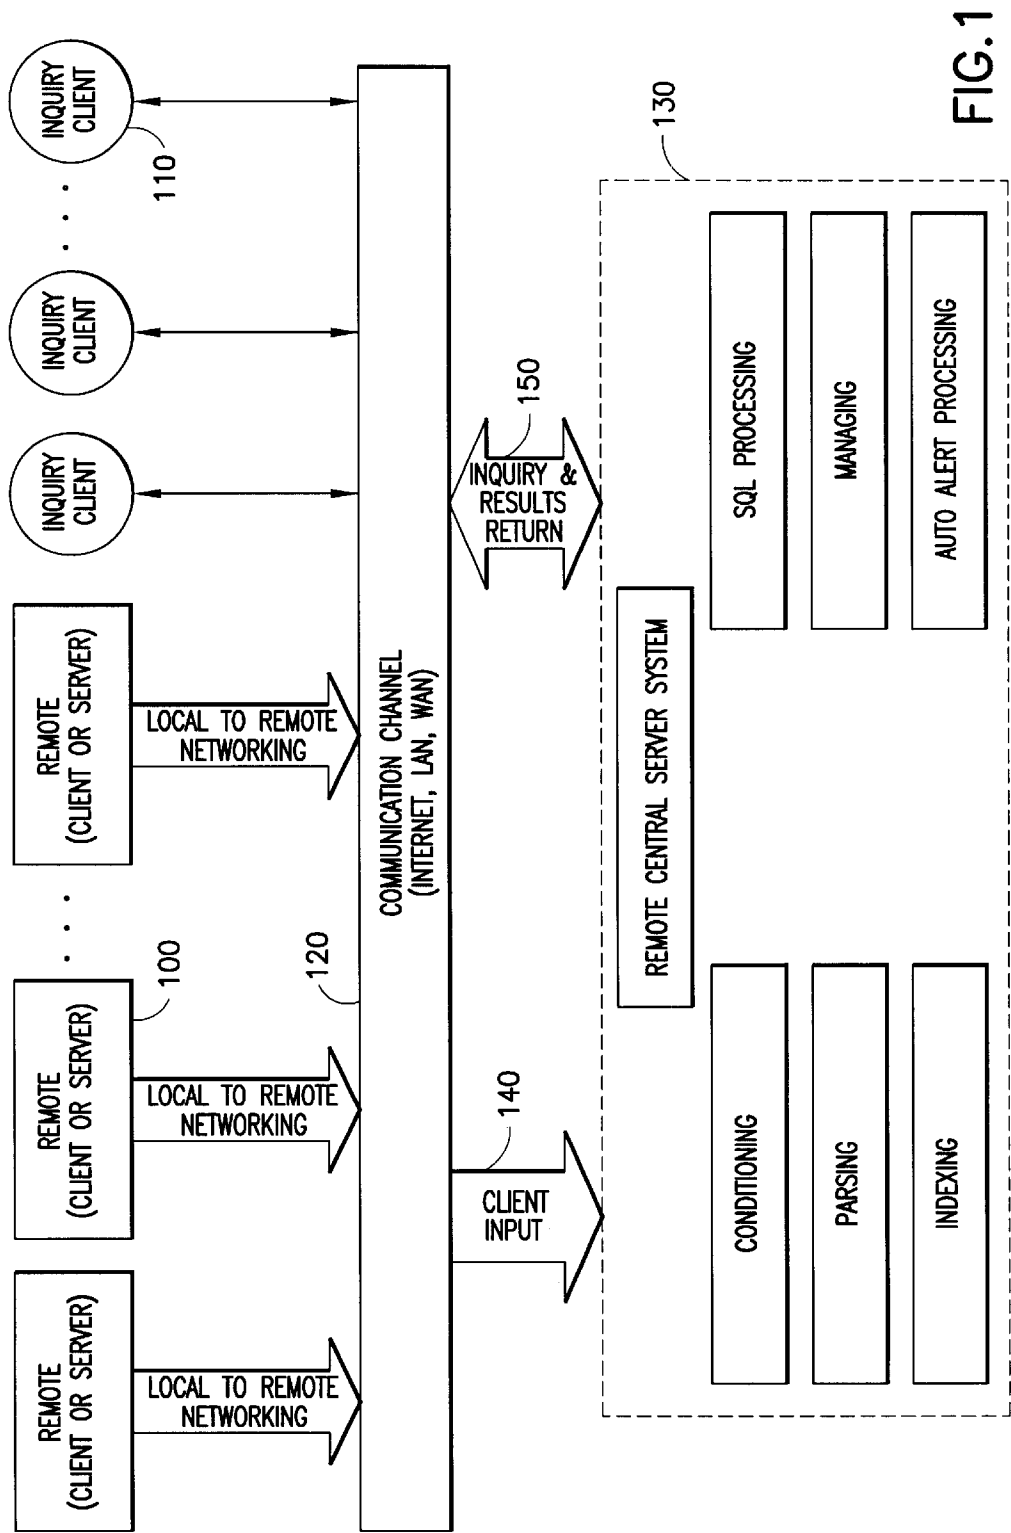 REMOTE
(CLIENT OR SERVER)
REMOTE
(CLIENT OR SERVER)
. . .
REMOTE
(CLIENT OR SERVER)
INQUIRY
CLIENT
INQUIRY
CLIENT
. . .
INQUIRY
CLIENT
100
110
LOCAL TO REMOTE
NETWORKING
LOCAL TO REMOTE
NETWORKING
LOCAL TO REMOTE
NETWORKING
120
COMMUNICATION CHANNEL
(INTERNET, LAN, WAN)
CLIENT
INPUT
140
INQUIRY &
RESULTS
RETURN
150
130
REMOTE CENTRAL SERVER SYSTEM
CONDITIONING
SQL PROCESSING
PARSING
MANAGING
INDEXING
AUTO ALERT PROCESSING
FIG.1